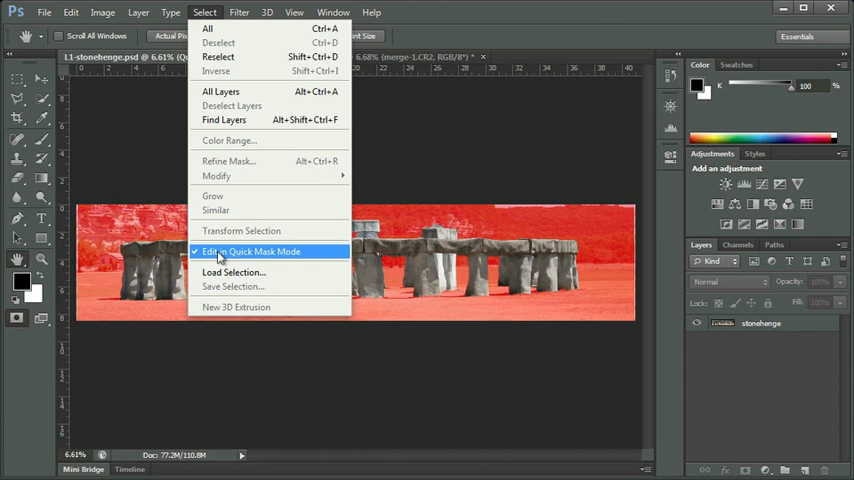 Ps File Edit Image Layer Type Select Filter 3D View Window Help
Scroll All Windows Actual Pi Print Size Essentials
L1-stonehenge.psd @ 6.61% (Qu 6.68% (merge-1.CR2, RGB/8*) * ×
All Ctrl+A
Deselect Ctrl+D
Reselect Shift+Ctrl+D
Inverse Shift+Ctrl+I
All Layers Alt+Ctrl+A
Deselect Layers
Find Layers Alt+Shift+Ctrl+F
Color Range...
Refine Mask... Alt+Ctrl+R
Modify
Grow
Similar
Transform Selection
Edit in Quick Mask Mode
Load Selection...
Save Selection...
New 3D Extrusion
Color Swatches
K 100 %
Adjustments Styles
Add an adjustment
Layers Channels Paths
Kind
Normal Opacity: 100%
Lock: Fill: 100%
stonehenge
6.61% Doc: 77.2M/110.8M
Mini Bridge Timeline